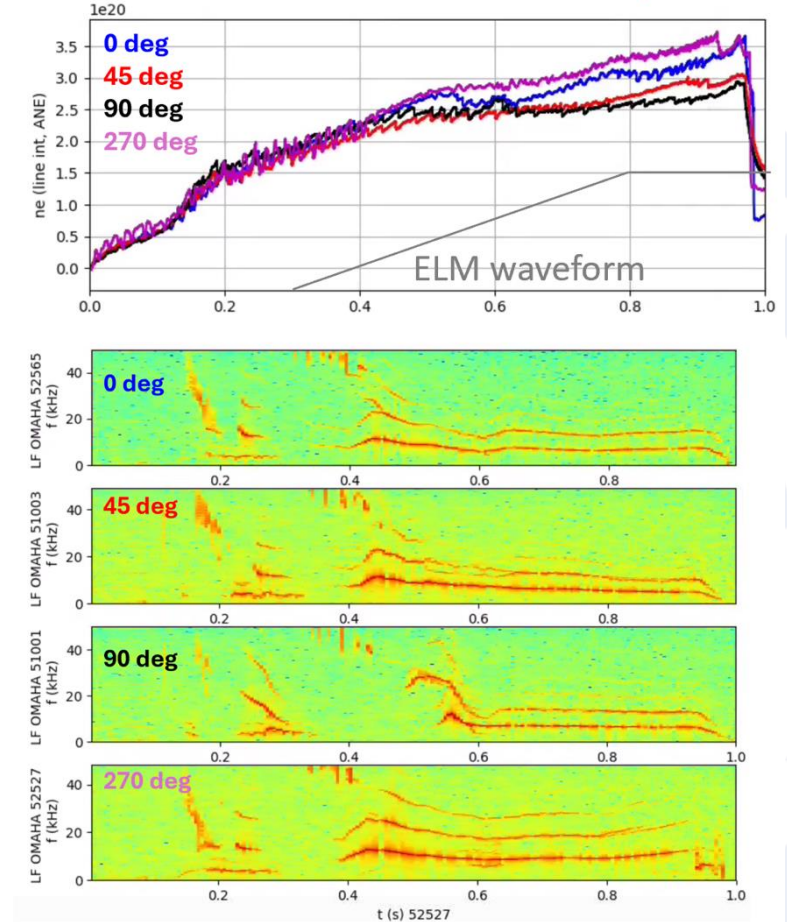 1e20
0 deg
45 deg
90 deg
270 deg
ne (line int, ANE)
3.5
3.0
2.5
2.0
1.5
1.0
0.5
0.0
ELM waveform
0.0 0.2 0.4 0.6 0.8 1.0
LF OMAHA 52565
f (kHz)
40
20
0
0 deg
0.2 0.4 0.6 0.8
LF OMAHA 51003
f (kHz)
40
20
0
45 deg
0.2 0.4 0.6 0.8
LF OMAHA 51001
f (kHz)
40
20
0
90 deg
0.2 0.4 0.6 0.8 1.0
LF OMAHA 52527
f (kHz)
40
20
0
270 deg
0.2 0.4 0.6 0.8 1.0
t (s) 52527